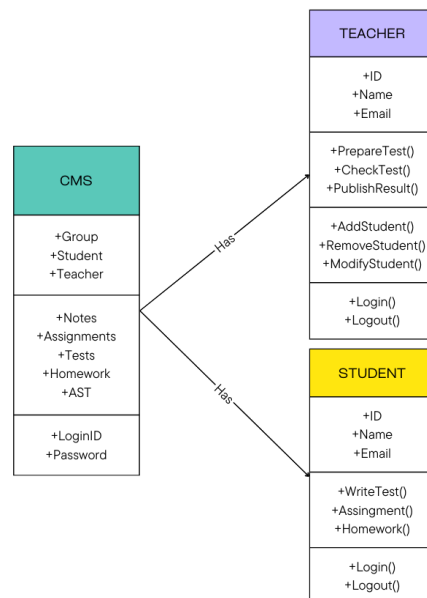 CMS
+Group
+Student
+Teacher
+Notes
+Assignments
+Tests
+Homework
+AST
+LoginID
+Password
Has
Has
TEACHER
+ID
+Name
+Email
+PrepareTest()
+CheckTest()
+PublishResult()
+AddStudent()
+RemoveStudent()
+ModifyStudent()
+Login()
+Logout()
STUDENT
+ID
+Name
+Email
+WriteTest()
+Assingment()
+Homework()
+Login()
+Logout()